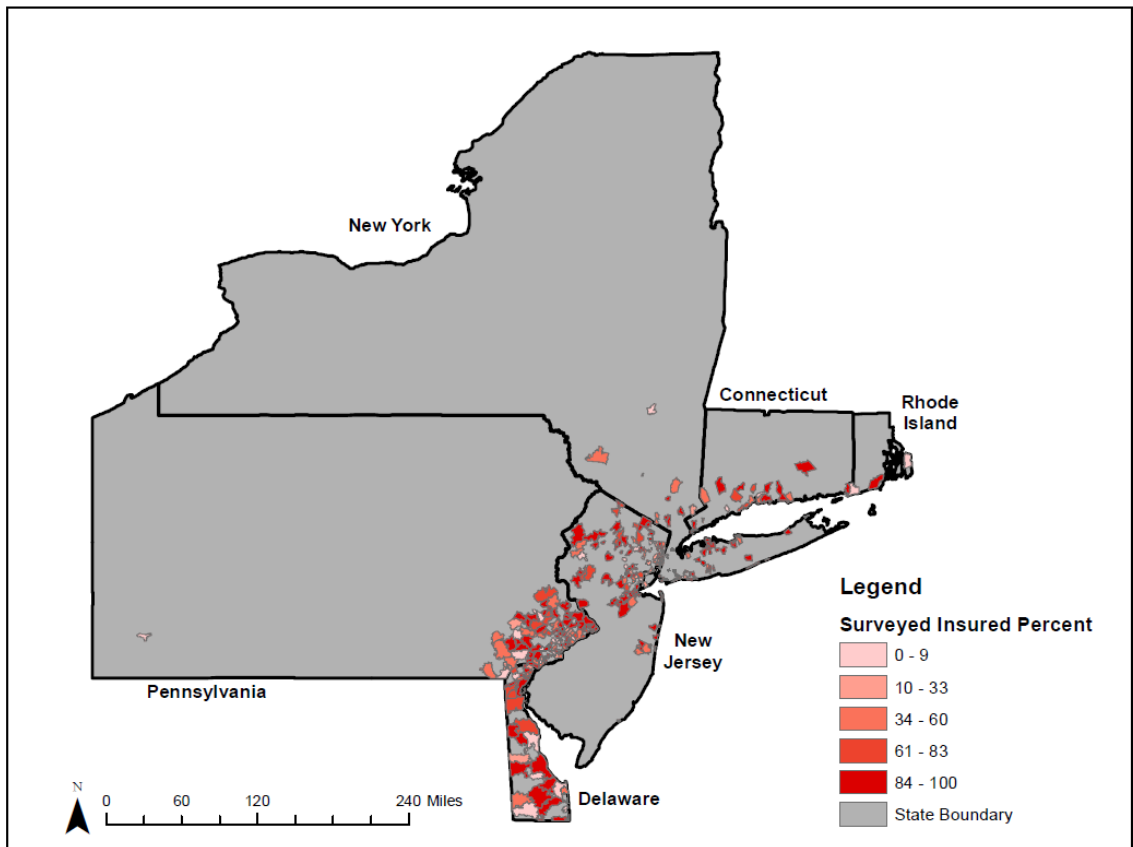 New York
Connecticut
Rhode
Island
Legend
Surveyed Insured Percent
0 - 9
10 - 33
34 - 60
61 - 83
84 - 100
State Boundary
New
Jersey
Pennsylvania
Delaware
N
0 60 120 240 Miles